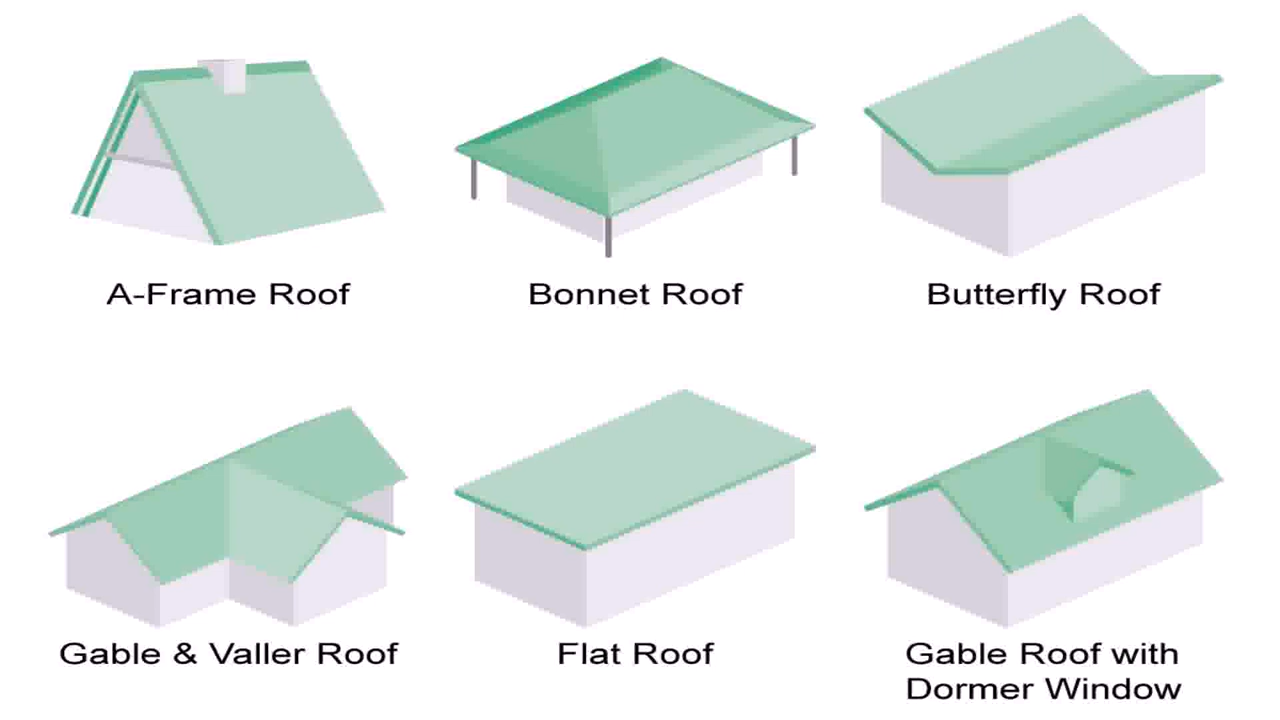 A-Frame Roof
Bonnet Roof
Butterfly Roof
Gable & Valler Roof
Flat Roof
Gable Roof with
Dormer Window